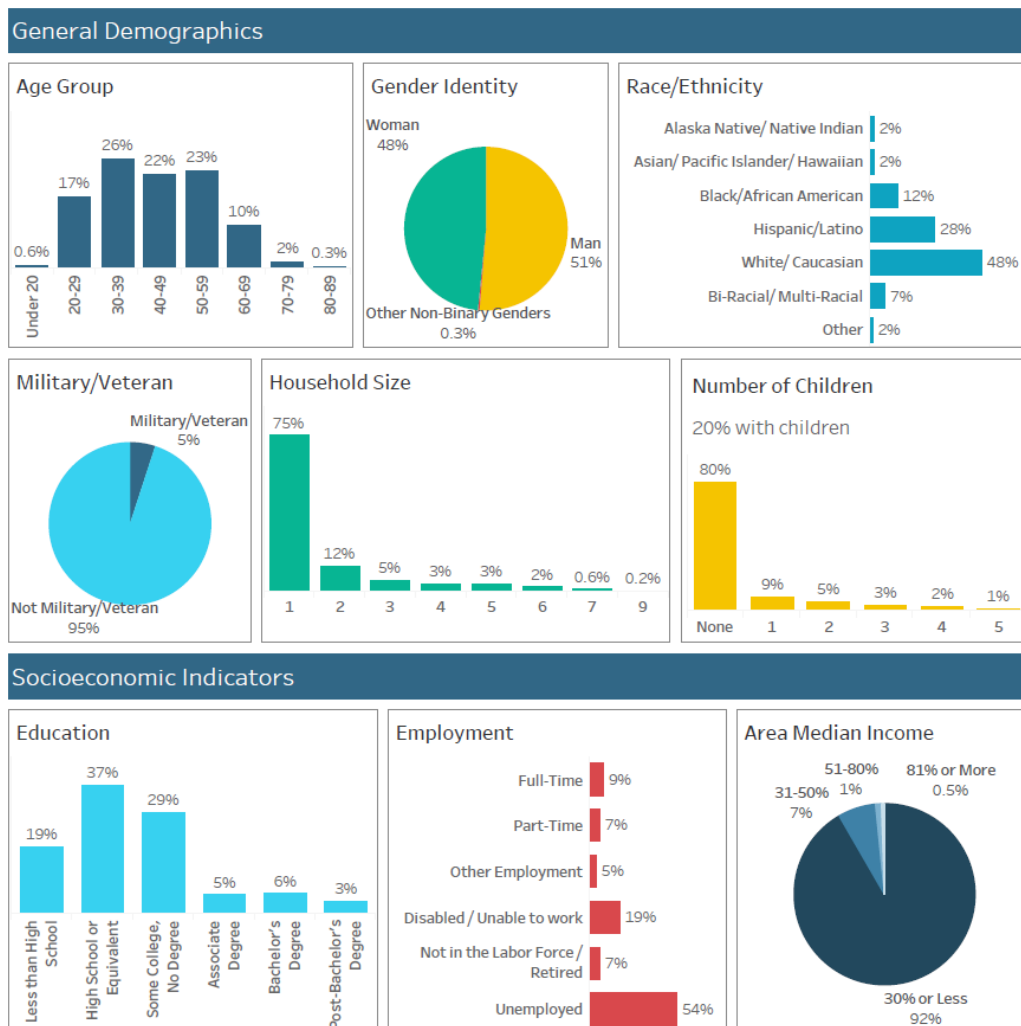 General Demographics
Age Group
0.6%
17%
26%
22%
23%
10%
2%
0.3%
Under 20
20-29
30-39
40-49
50-59
60-69
70-79
80-89
Gender Identity
Woman
48%
Man
51%
Other Non-Binary Genders
0.3%
Race/Ethnicity
Alaska Native/ Native Indian 2%
Asian/ Pacific Islander/ Hawaiian 2%
Black/African American 12%
Hispanic/Latino 28%
White/ Caucasian 48%
Bi-Racial/ Multi-Racial 7%
Other 2%
Military/Veteran
Military/Veteran
5%
Not Military/Veteran
95%
Household Size
75%
12%
5%
3%
3%
2%
0.6%
0.2%
1 2 3 4 5 6 7 9
Number of Children
20% with children
80%
9%
5%
3%
2%
1%
None 1 2 3 4 5
Socioeconomic Indicators
Education
19%
37%
29%
5%
6%
3%
Less than High
School
High School or
Equivalent
Some College,
No Degree
Associate
Degree
Bachelor's
Degree
Post-Bachelor's
Degree
Employment
Full-Time 9%
Part-Time 7%
Other Employment 5%
Disabled / Unable to work 19%
Not in the Labor Force /
Retired 7%
Unemployed 54%
Area Median Income
51-80%
1%
81% or More
0.5%
31-50%
7%
30% or Less
92%